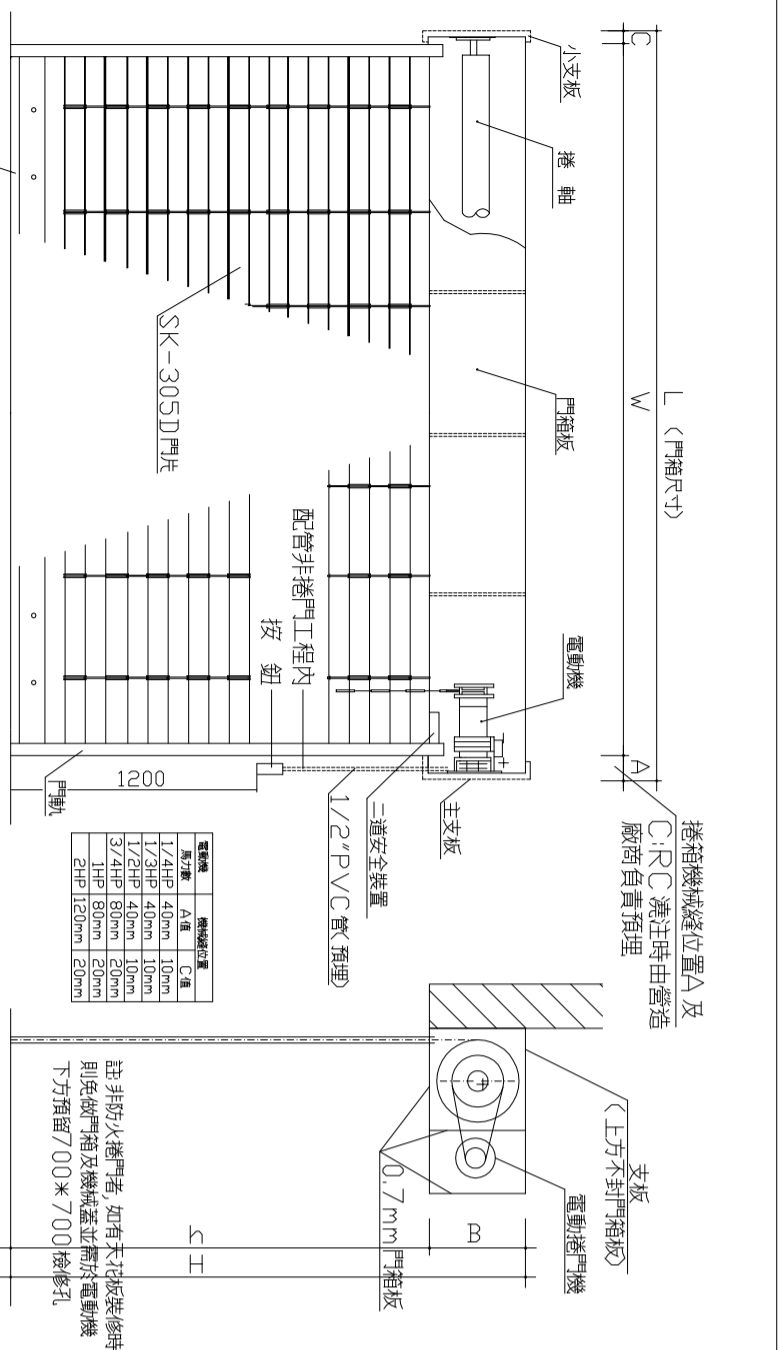 L (門箱尺寸)
W
C
A
小支板
捲 軸
門箱板
電動機
捲箱機械縫位置A 及
C:RC 澆注時由營造
廠商負責預埋
主支板
二道安全裝置
1/2"PVC管(預埋)
SK-305D門片
配管非捲門工程內
按 鈕
1200
門軌
電動機 機械縫位置
馬力數 A值 C值
1/4HP 40mm 10mm
1/3HP 40mm 10mm
1/2HP 40mm 10mm
3/4HP 80mm 20mm
1HP 80mm 20mm
2HP 120mm 20mm
支板
(上方不封門箱板)
電動捲門機
0.7mm門箱板
B
H
註:非防火捲門者,如有天花板裝修時
則免做門箱及機械蓋並需於電動機
下方預留700*700檢修孔